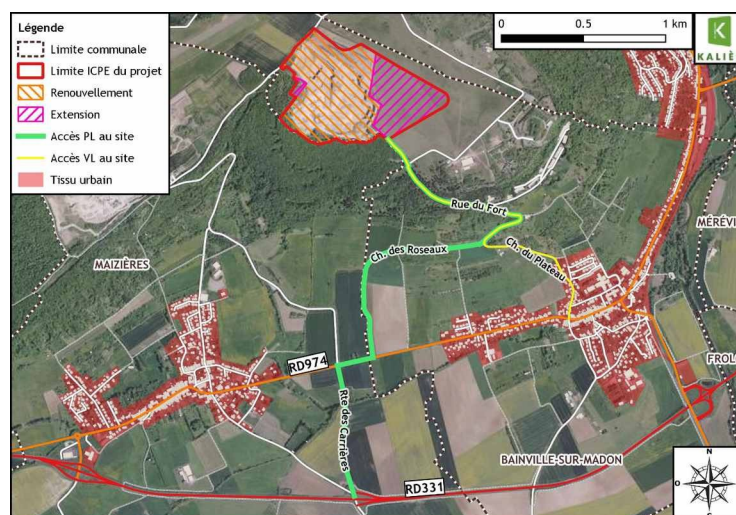 Légende
Limite communale
Limite ICPE du projet
Renouvellement
Extension
Accès PL au site
Accès VL au site
Tissu urbain
0 0.5 1 km
KALIÈ
Rue du Fort
Ch. des Roseaux
Ch. du Plateau
MAIZIÈRES
MÉRÉVI
RD974
Rte des Carrières
FROL
BAINVILLE-SUR-MADON
RD331
N
O E
S